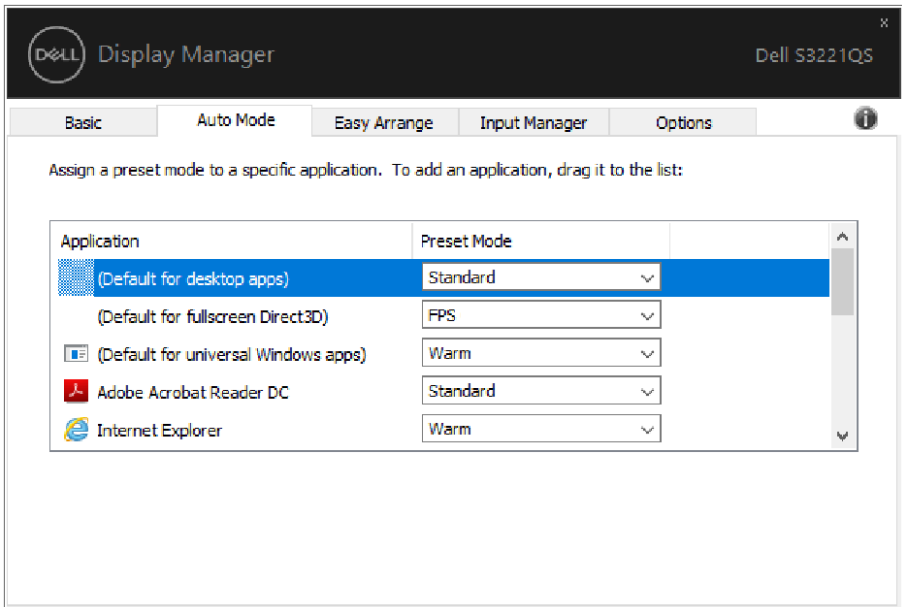 x
DELL Display Manager
Dell S3221QS
Basic Auto Mode Easy Arrange Input Manager Options
Assign a preset mode to a specific application. To add an application, drag it to the list:
Application Preset Mode
(Default for desktop apps) Standard
(Default for fullscreen Direct3D) FPS
(Default for universal Windows apps) Warm
Adobe Acrobat Reader DC Standard
Internet Explorer Warm